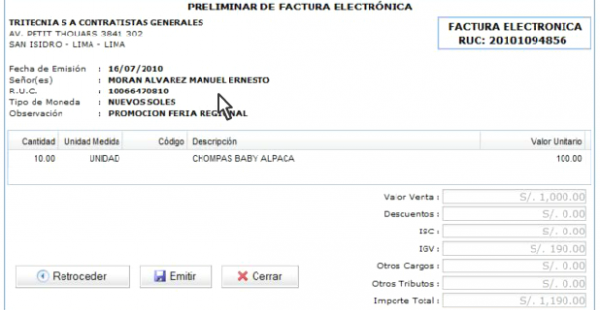 PRELIMINAR DE FACTURA ELECTRÓNICA
TRITECNIA 5 A CONTRATISTAS GENERALES
AV. PETIT THOUARS 3841 302
SAN ISIDRO - LIMA - LIMA
FACTURA ELECTRONICA
RUC: 20101094856
Fecha de Emisión : 16/07/2010
Señor(es) : MORAN ALVAREZ MANUEL ERNESTO
R.U.C. : 10066470810
Tipo de Moneda : NUEVOS SOLES
Observación : PROMOCION FERIA REGIONAL
Cantidad Unidad Medida Código Descripción Valor Unitario
10.00 UNIDAD CHOMPAS BABY ALPACA 100.00
Valor Venta : S/. 1,000.00
Descuentos : S/. 0.00
ISC : S/. 0.00
IGV : S/. 190.00
Otros Cargos : S/. 0.00
Otros Tributos : S/. 0.00
Importe Total : S/. 1,190.00
Retroceder Emitir Cerrar